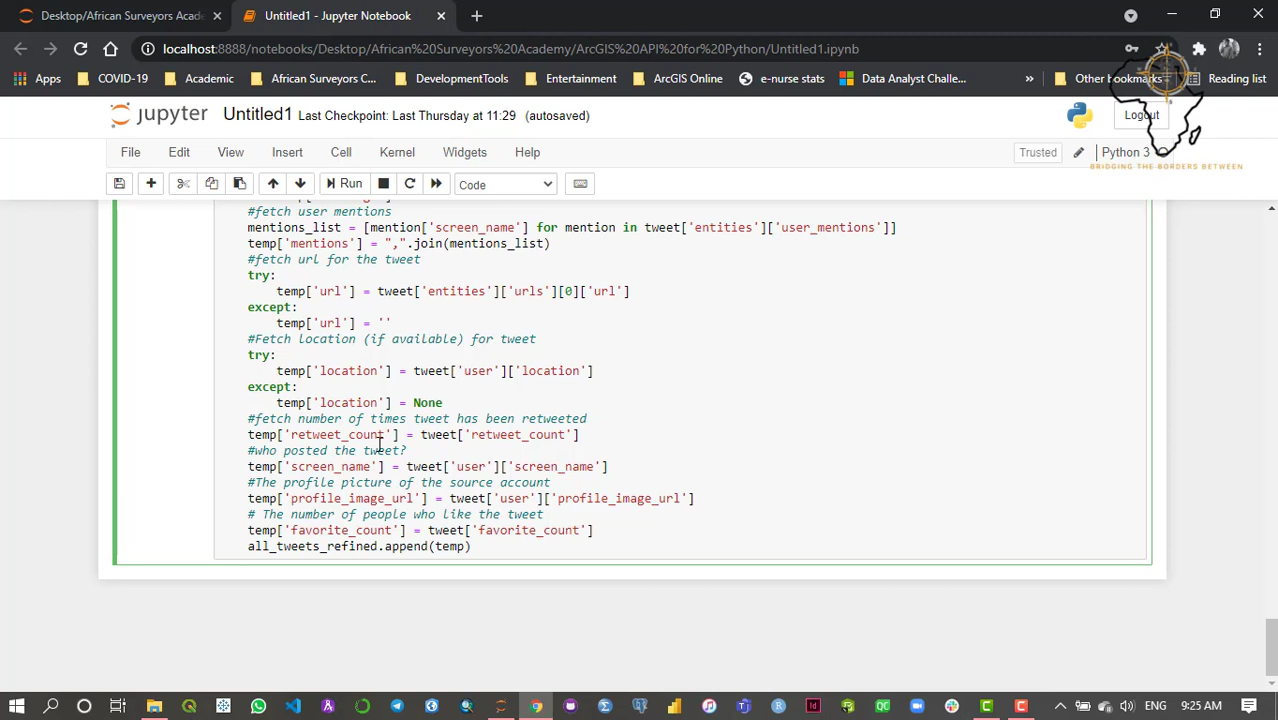 Desktop/African Surveyors Acade
Untitled1 - Jupyter Notebook
localhost:8888/notebooks/Desktop/African%20Surveyors%20Academy/ArcGIS%20API%20for%20Python/Untitled1.ipynb
Apps COVID-19 Academic African Surveyors C... DevelopmentTools Entertainment ArcGIS Online e-nurse stats Data Analyst Challe... » Other bookmarks Reading list
jupyter Untitled1 Last Checkpoint: Last Thursday at 11:29 (autosaved) Logout
File Edit View Insert Cell Kernel Widgets Help Trusted Python 3
BRIDGING THE BORDERS BETWEEN
Run Code
#fetch user mentions
mentions_list = [mention['screen_name'] for mention in tweet['entities']['user_mentions']]
temp['mentions'] = ",".join(mentions_list)
#fetch url for the tweet
try:
temp['url'] = tweet['entities']['urls'][0]['url']
except:
temp['url'] = ''
#Fetch location (if available) for tweet
try:
temp['location'] = tweet['user']['location']
except:
temp['location'] = None
#fetch number of times tweet has been retweeted
temp['retweet_count'] = tweet['retweet_count']
#who posted the tweet?
temp['screen_name'] = tweet['user']['screen_name']
#The profile picture of the source account
temp['profile_image_url'] = tweet['user']['profile_image_url']
# The number of people who like the tweet
temp['favorite_count'] = tweet['favorite_count']
all_tweets_refined.append(temp)
ENG 9:25 AM